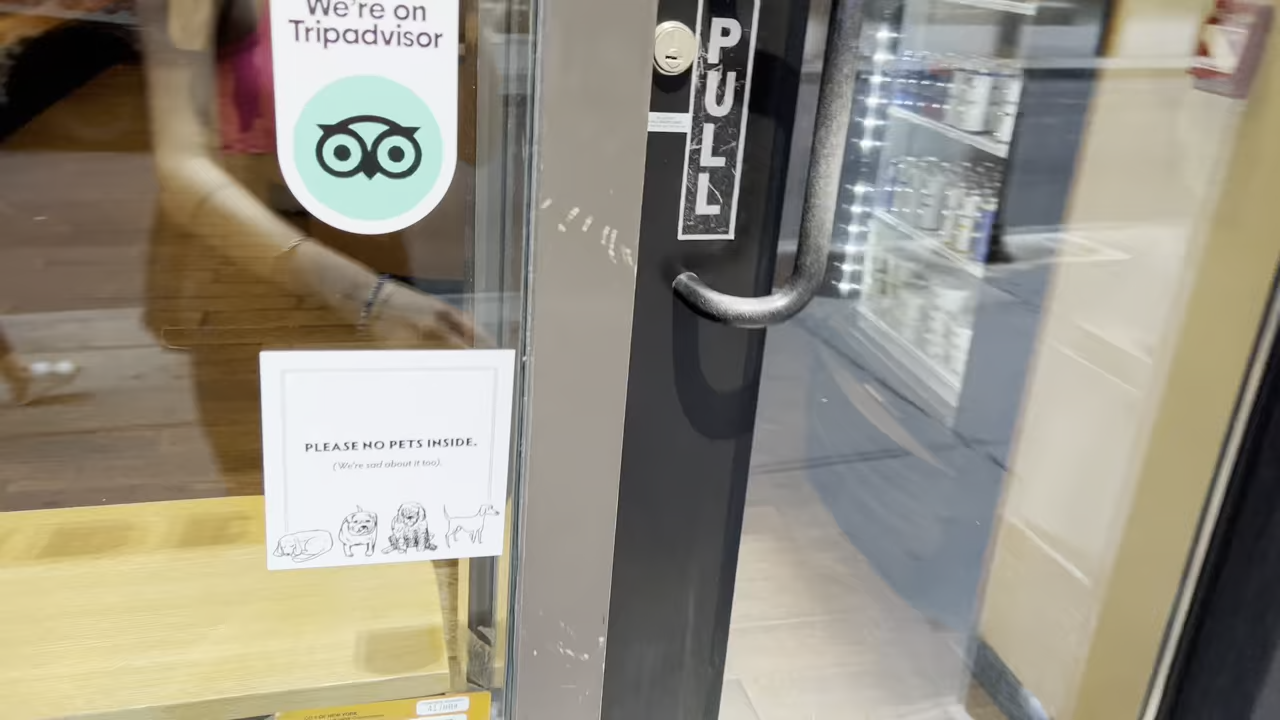 We're on
Tripadvisor
PULL
PLEASE NO PETS INSIDE.
(We're sad about it too).